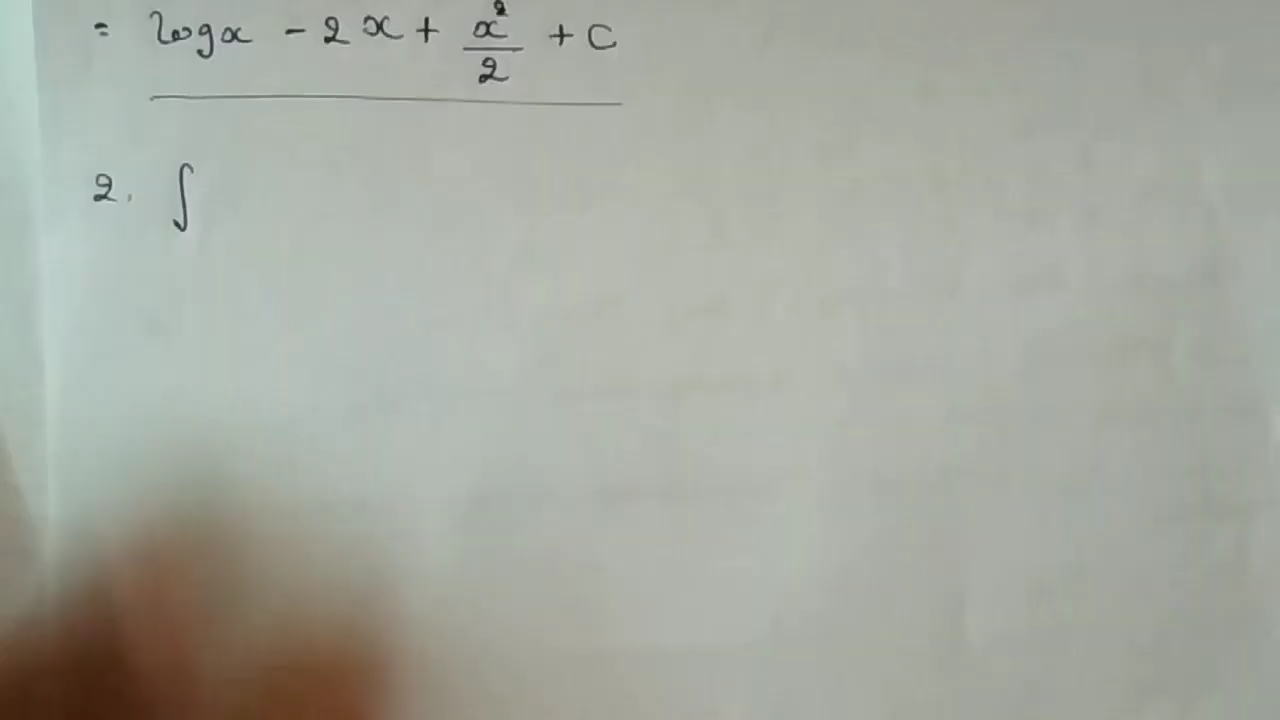 = log x - 2x + x²/2 + c
2. ∫